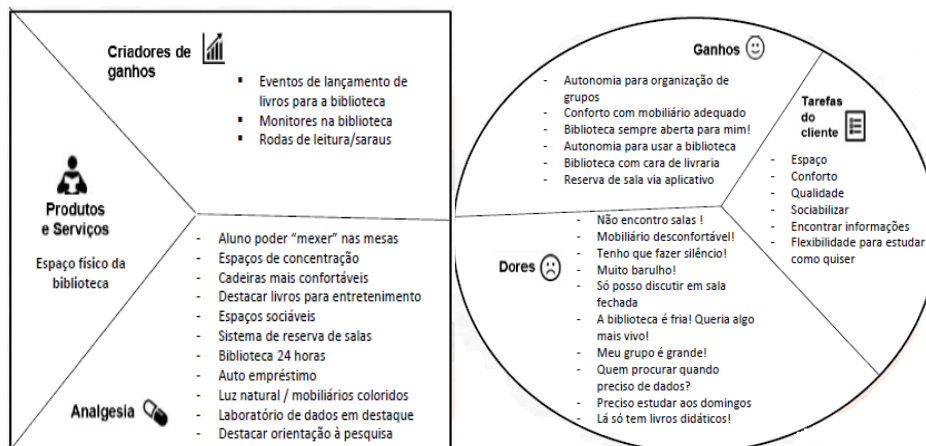 Criadores de
ganhos
▪ Eventos de lançamento de
livros para a biblioteca
▪ Monitores na biblioteca
▪ Rodas de leitura/saraus
Produtos
e Serviços
Espaço físico da
biblioteca
- Aluno poder “mexer” nas mesas
- Espaços de concentração
- Cadeiras mais confortáveis
- Destacar livros para entretenimento
- Espaços sociáveis
- Sistema de reserva de salas
- Biblioteca 24 horas
- Auto empréstimo
- Luz natural / mobiliários coloridos
- Laboratório de dados em destaque
- Destacar orientação à pesquisa
Analgesia
Ganhos
- Autonomia para organização de
grupos
- Conforto com mobiliário adequado
- Biblioteca sempre aberta para mim!
- Autonomia para usar a biblioteca
- Biblioteca com cara de livraria
- Reserva de sala via aplicativo
Tarefas
do
cliente
- Espaço
- Conforto
- Qualidade
- Sociabilizar
- Encontrar informações
- Flexibilidade para estudar
como quiser
Dores
- Não encontro salas !
- Mobiliário desconfortável!
- Tenho que fazer silêncio!
- Muito barulho!
- Só posso discutir em sala
fechada
- A biblioteca é fria! Queria algo
mais vivo!
- Meu grupo é grande!
- Quem procurar quando
preciso de dados?
- Preciso estudar aos domingos
- Lá só tem livros didáticos!